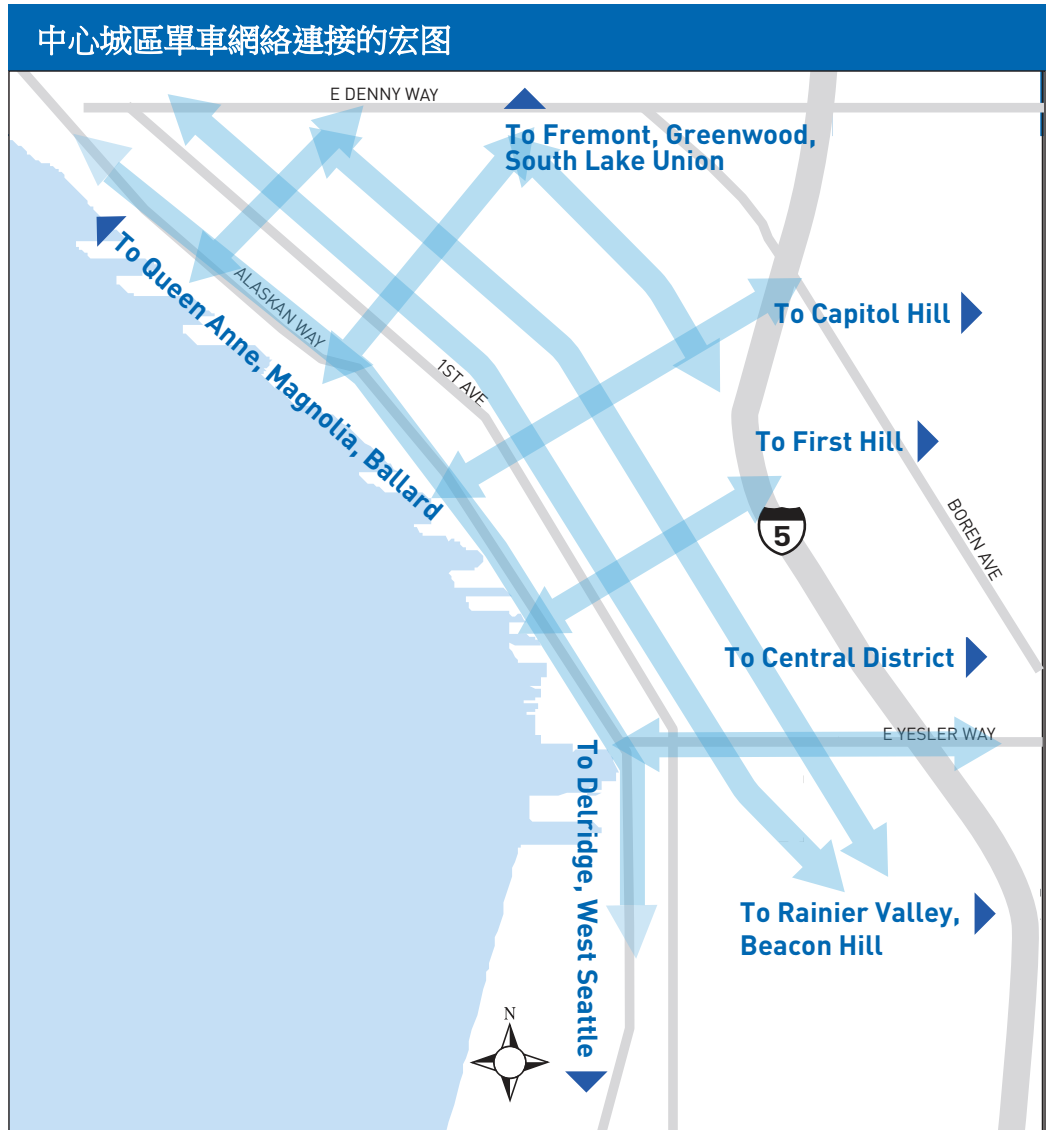 中心城區單車網絡連接的宏图
E DENNY WAY
To Fremont, Greenwood,
South Lake Union
To Queen Anne, Magnolia, Ballard
ALASKAN WAY
1ST AVE
To Capitol Hill
To First Hill
5
BOREN AVE
To Central District
E YESLER WAY
To Delridge, West Seattle
To Rainier Valley,
Beacon Hill
N